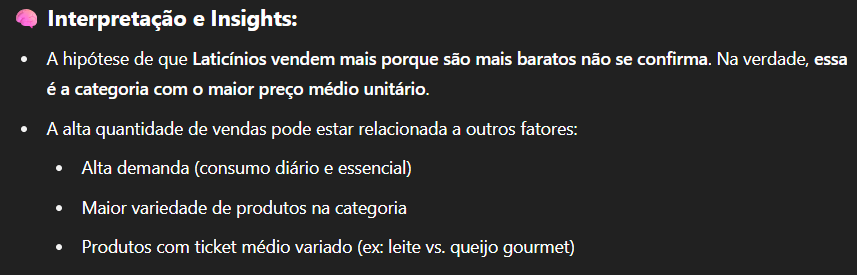 🧠 Interpretação e Insights:
• A hipótese de que Laticínios vendem mais porque são mais baratos não se confirma. Na verdade, essa
é a categoria com o maior preço médio unitário.
• A alta quantidade de vendas pode estar relacionada a outros fatores:
• Alta demanda (consumo diário e essencial)
• Maior variedade de produtos na categoria
• Produtos com ticket médio variado (ex: leite vs. queijo gourmet)